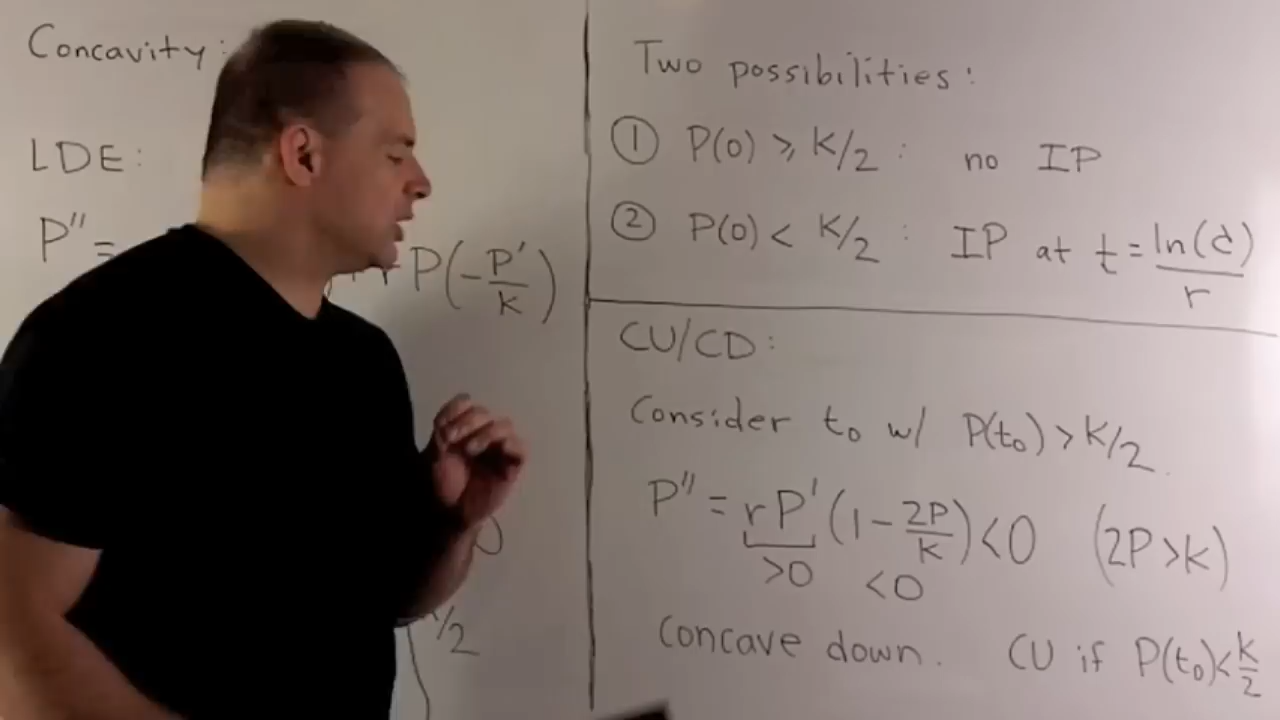 Concavity:
LDE:
P'' =
r P(-P'/K)
K/2
Two possibilities:
① P(0) ≥ K/2 : no IP
② P(0) < K/2 : IP at t = ln(d)/r
CU/CD:
Consider t₀ w/ P(t₀) > K/2.
P'' = rP'(1 - 2P/K) < 0 (2P > K)
>0 <0
Concave down. CU if P(t₀) < K/2